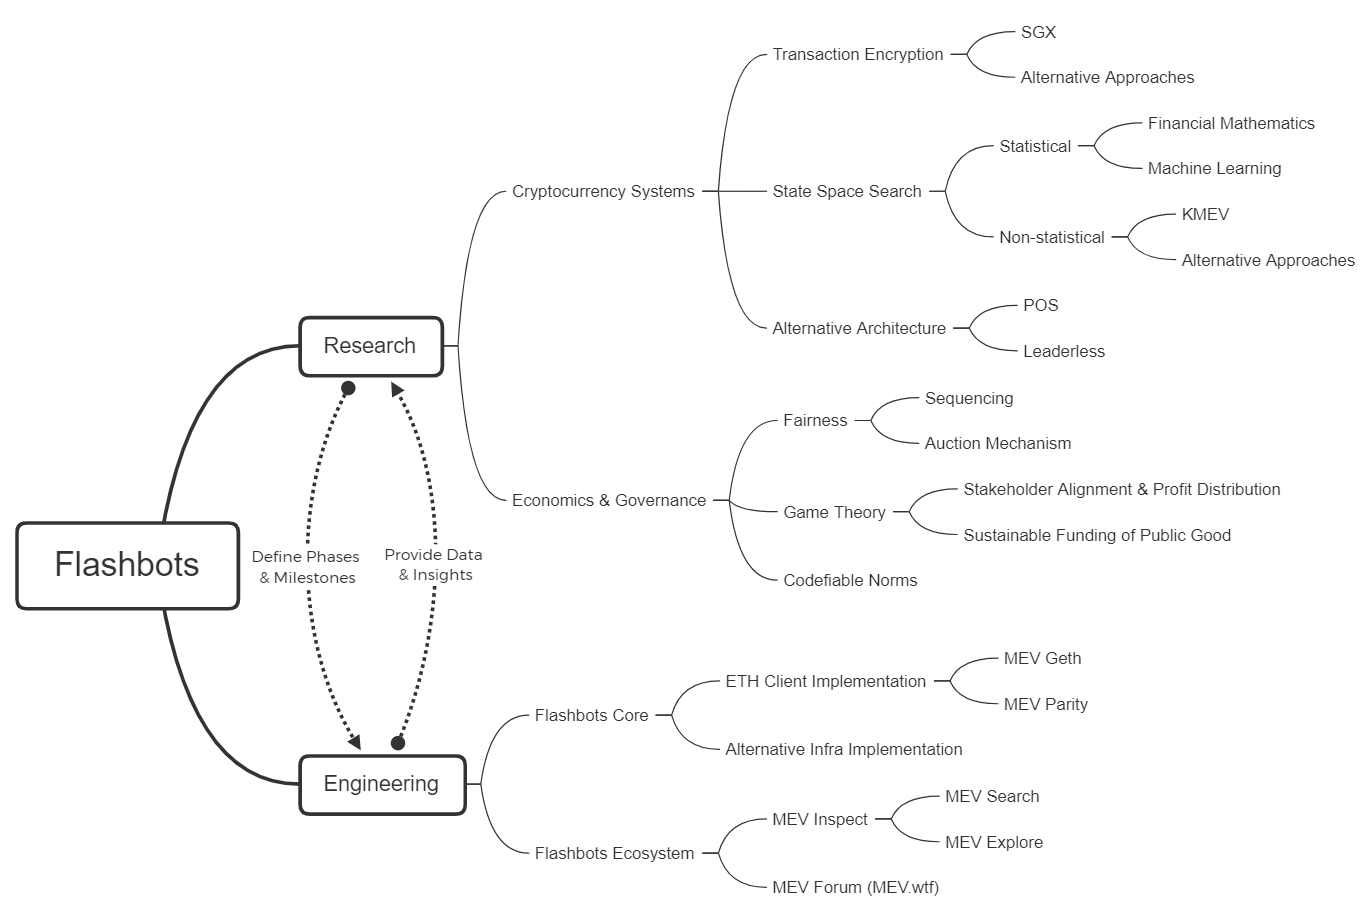 Flashbots
Research
Define Phases
& Milestones
Provide Data
& Insights
Engineering
Cryptocurrency Systems
Transaction Encryption
SGX
Alternative Approaches
State Space Search
Statistical
Financial Mathematics
Machine Learning
Non-statistical
KMEV
Alternative Approaches
Alternative Architecture
POS
Leaderless
Economics & Governance
Fairness
Sequencing
Auction Mechanism
Game Theory
Stakeholder Alignment & Profit Distribution
Sustainable Funding of Public Good
Codefiable Norms
Flashbots Core
ETH Client Implementation
MEV Geth
MEV Parity
Alternative Infra Implementation
Flashbots Ecosystem
MEV Inspect
MEV Search
MEV Explore
MEV Forum (MEV.wtf)